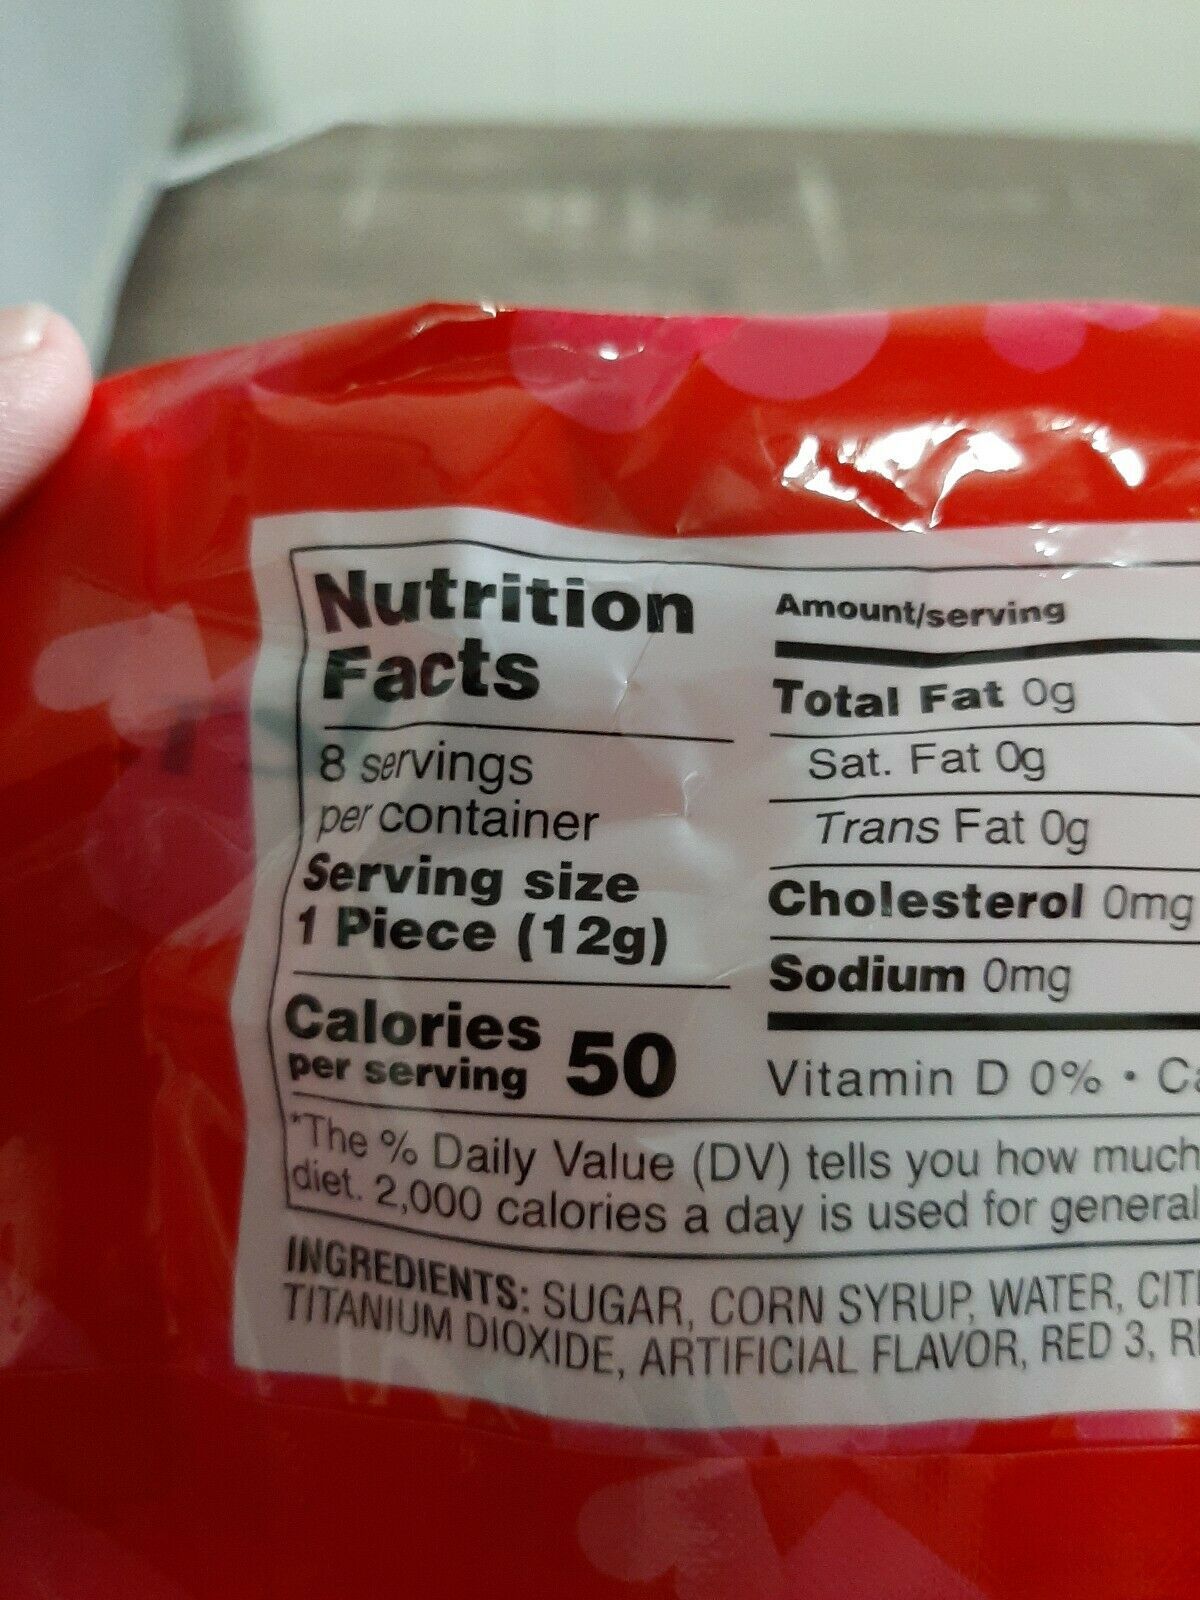 Nutrition
Facts
8 servings
per container
Serving size
1 Piece (12g)
Calories
per serving 50
Amount/serving
Total Fat 0g
Sat. Fat 0g
Trans Fat 0g
Cholesterol 0mg
Sodium 0mg
Vitamin D 0% •
*The % Daily Value (DV) tells you how much
diet. 2,000 calories a day is used for general
INGREDIENTS: SUGAR, CORN SYRUP, WATER,
TITANIUM DIOXIDE, ARTIFICIAL FLAVOR, RED 3,